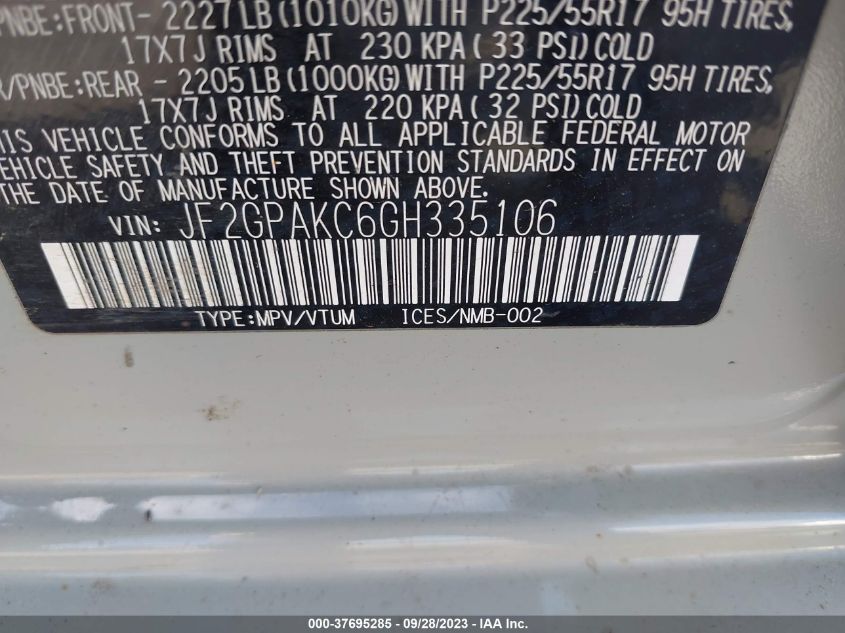 PNBE:FRONT- 2227LB(1010KG)WITH P225/55R17 95H TIRES,
17X7J RIMS AT 230 KPA(33 PSI)COLD
R/PNBE:REAR - 2205LB(1000KG)WITH P225/55R17 95H TIRES,
17X7J RIMS AT 220 KPA(32 PSI)COLD
THIS VEHICLE CONFORMS TO ALL APPLICABLE FEDERAL MOTOR
VEHICLE SAFETY AND THEFT PREVENTION STANDARDS IN EFFECT ON
THE DATE OF MANUFACTURE SHOWN ABOVE.
VIN: JF2GPAKC6GH335106
TYPE:MPV/VTUM ICES/NMB-002
000-37695285 - 09/28/2023 - IAA Inc.